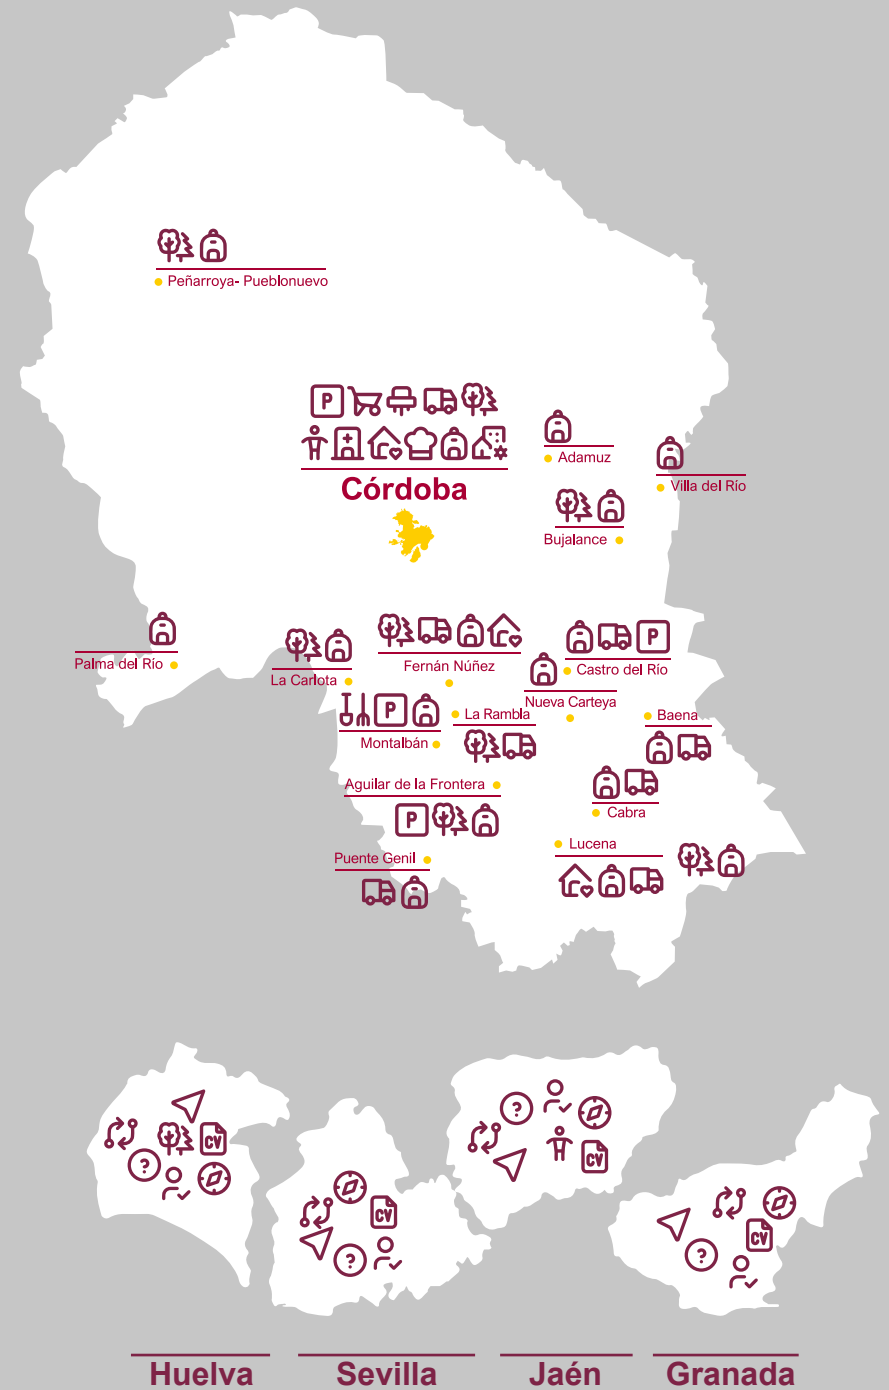 Peñarroya- Pueblonuevo
P
Córdoba
Adamuz
Villa del Río
Bujalance
Palma del Río
La Carlota
Fernán Núñez
P
Castro del Río
Nueva Carteya
P
Montalbán
La Rambla
Baena
Aguilar de la Frontera
P
Cabra
Puente Genil
Lucena
?
CV
?
CV
?
CV
CV
?
CV
?
Huelva
Sevilla
Jaén
Granada